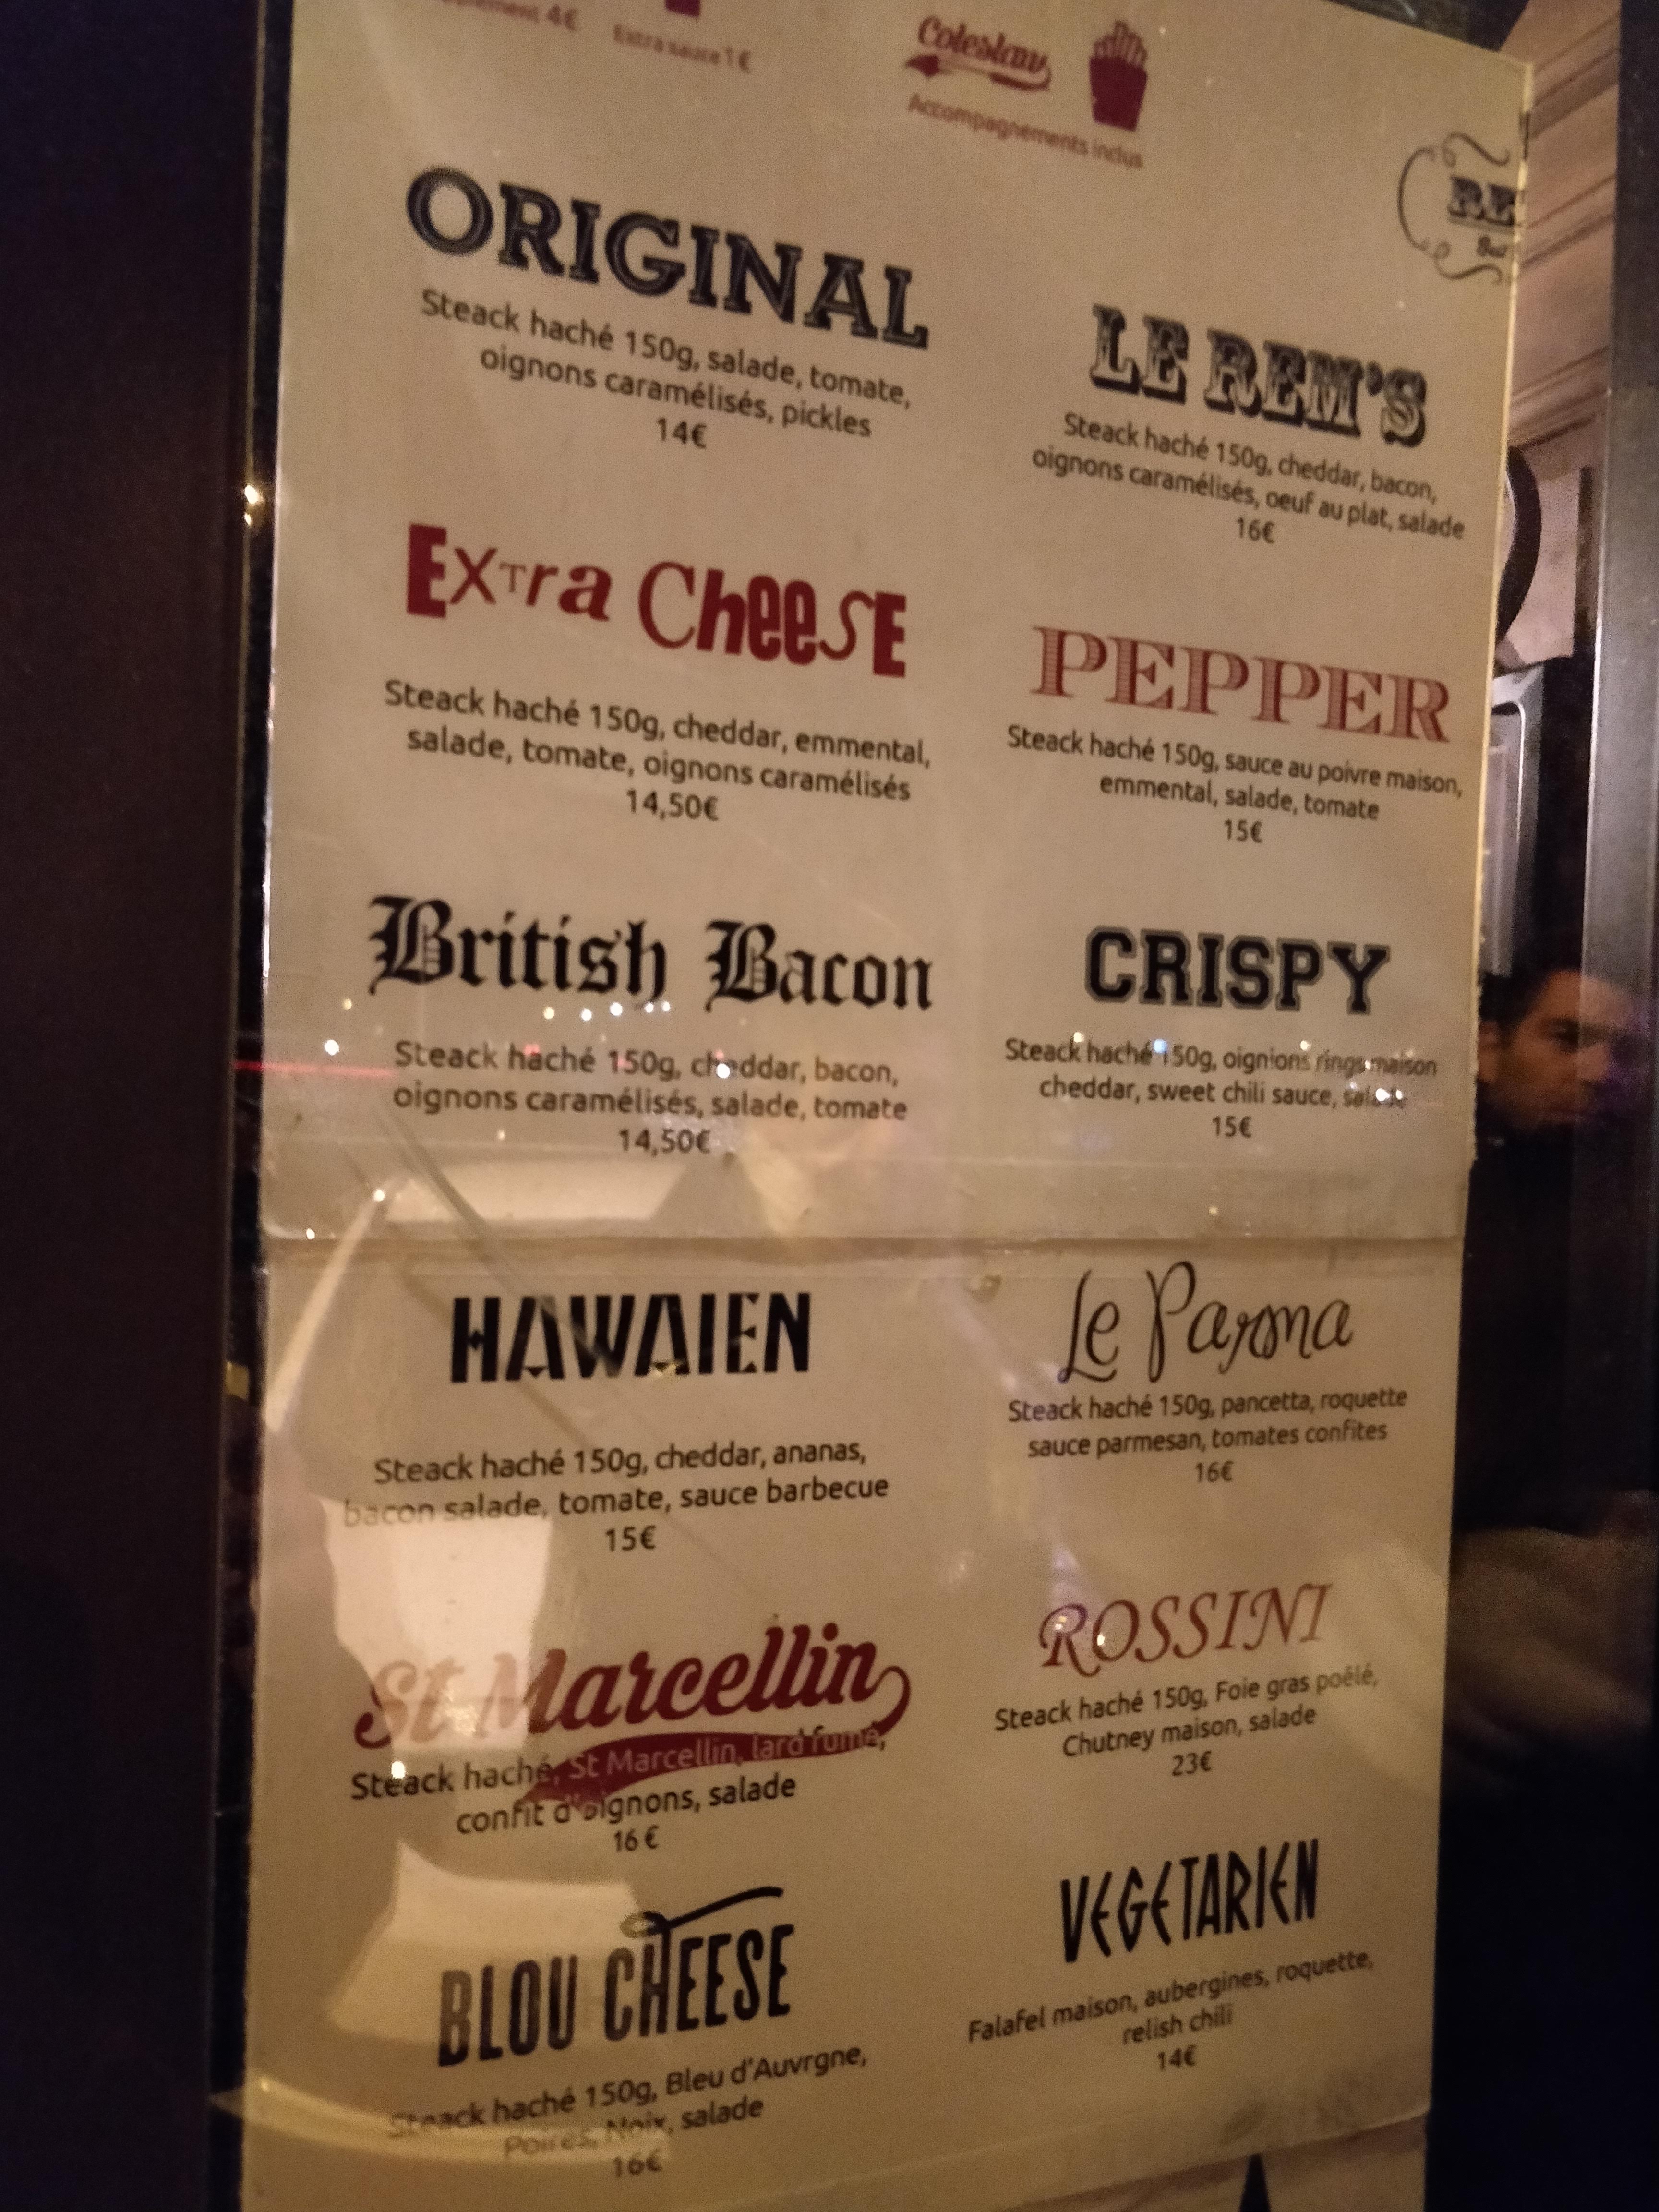 4€
Extra sauce 1€
Coleslaw
Accompagnements inclus
ORIGINAL
Steack haché 150g, salade, tomate,
oignons caramélisés, pickles
14€
LE REM'S
Steack haché 150g, cheddar, bacon,
oignons caramélisés, oeuf au plat, salade
16€
Extra Cheese
Steack haché 150g, cheddar, emmental,
salade, tomate, oignons caramélisés
14,50€
PEPPER
Steack haché 150g, sauce au poivre maison,
emmental, salade, tomate
15€
British Bacon
Steack haché 150g, cheddar, bacon,
oignons caramélisés, salade, tomate
14,50€
CRISPY
Steack haché 150g, oignions rings maison
cheddar, sweet chili sauce, salade
15€
HAWAIEN
Steack haché 150g, cheddar, ananas,
bacon salade, tomate, sauce barbecue
15€
Le Parma
Steack haché 150g, pancetta, roquette
sauce parmesan, tomates confites
16€
St Marcellin
Steack haché, St Marcellin, lard fumé,
confit d'oignons, salade
16 €
ROSSINI
Steack haché 150g, Foie gras poêlé,
Chutney maison, salade
23€
BLOU CHEESE
Steack haché 150g, Bleu d'Auvrgne,
Poires, Noix, salade
16€
VEGETARIEN
Falafel maison, aubergines, roquette,
relish chili
14€